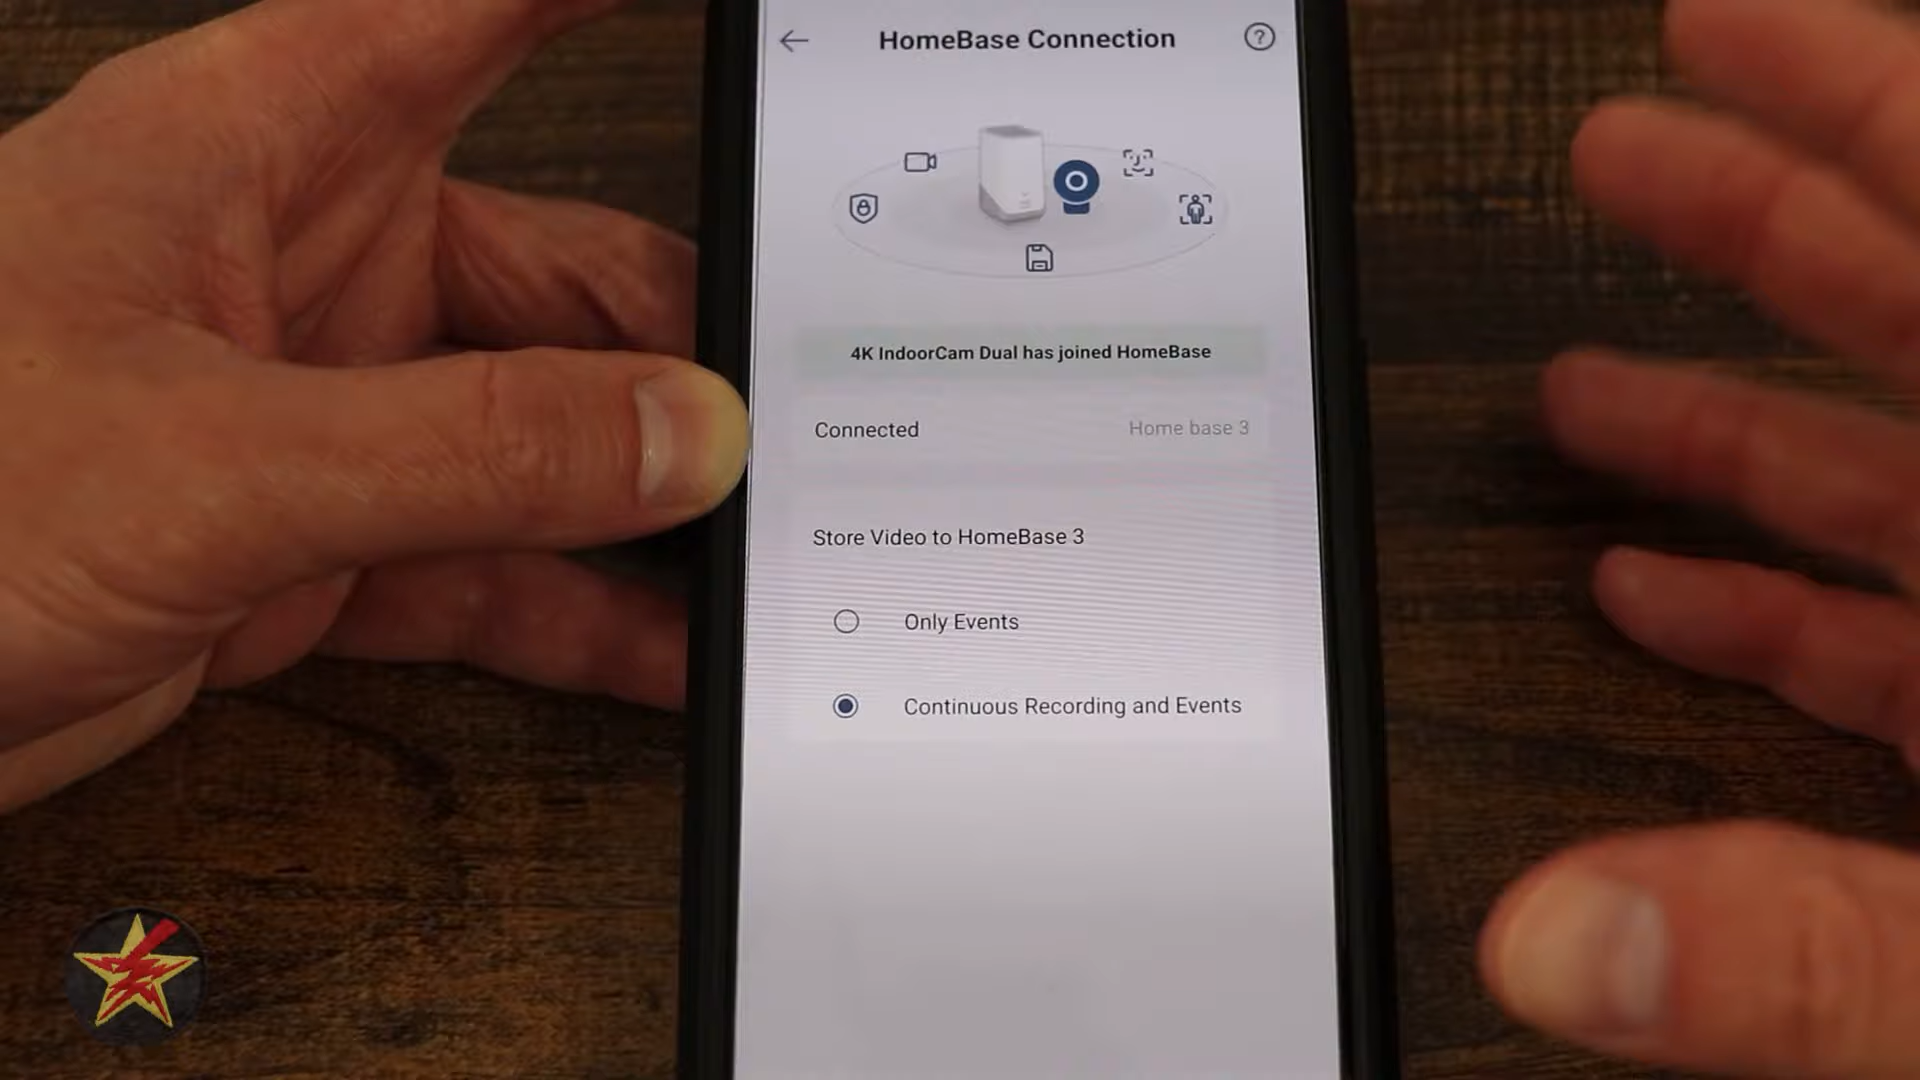 HomeBase Connection
4K IndoorCam Dual has joined HomeBase
Connected
Home base 3
Store Video to HomeBase 3
Only Events
Continuous Recording and Events